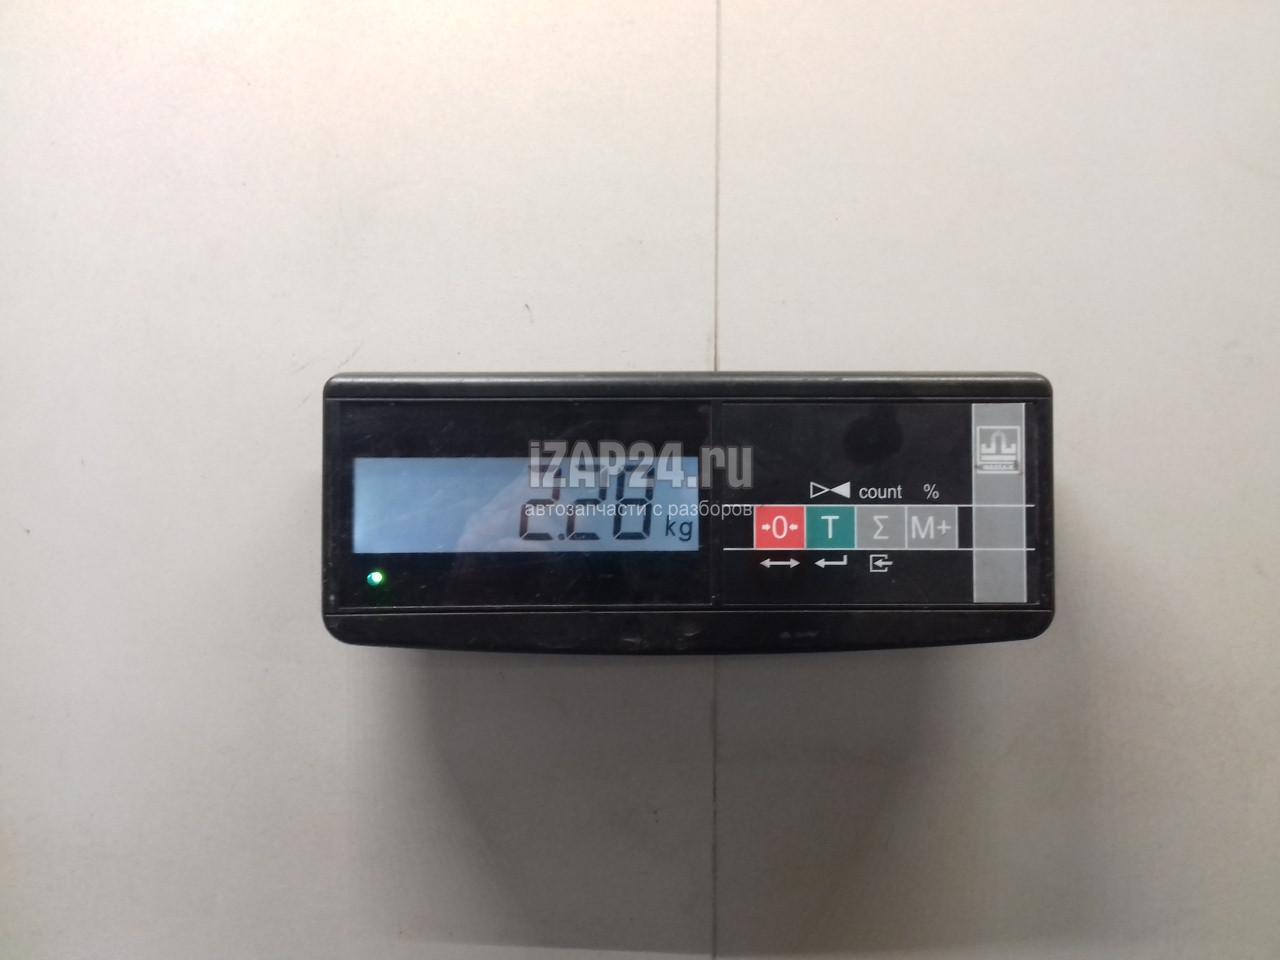 iZAP24.ru
автозапчасти с разборов
2.28 kg
count %
0 T Σ M+